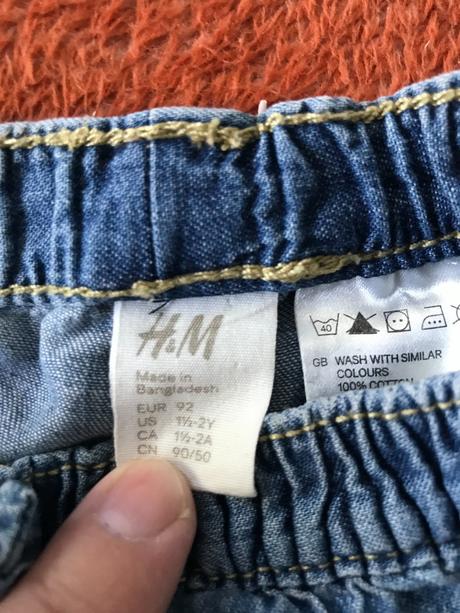 H&M
Made in
Bangladesh
EUR 92
US 1½-2Y
CA 1½-2A
CN 90/50
40
GB WASH WITH SIMILAR
COLOURS
100% COTTON